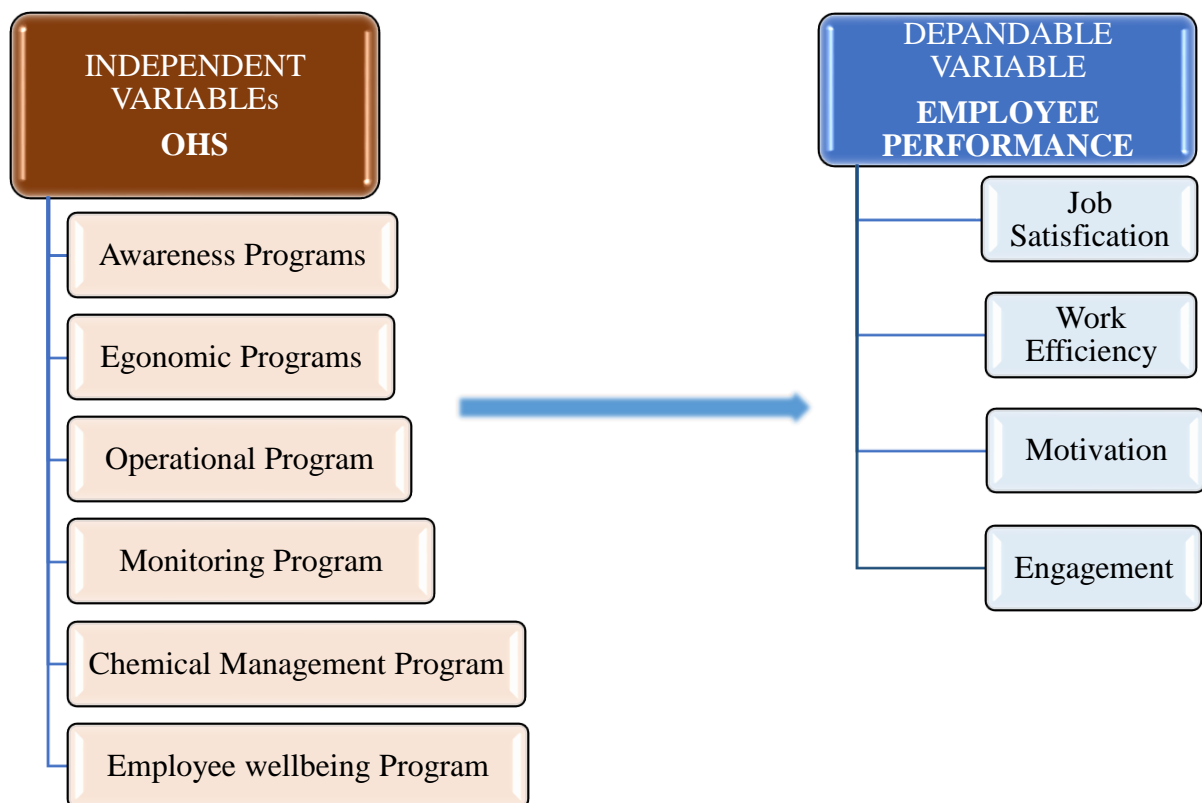 INDEPENDENT
VARIABLEs
OHS
Awareness Programs
Egonomic Programs
Operational Program
Monitoring Program
Chemical Management Program
Employee wellbeing Program
DEPANDABLE
VARIABLE
EMPLOYEE
PERFORMANCE
Job
Satisfication
Work
Efficiency
Motivation
Engagement